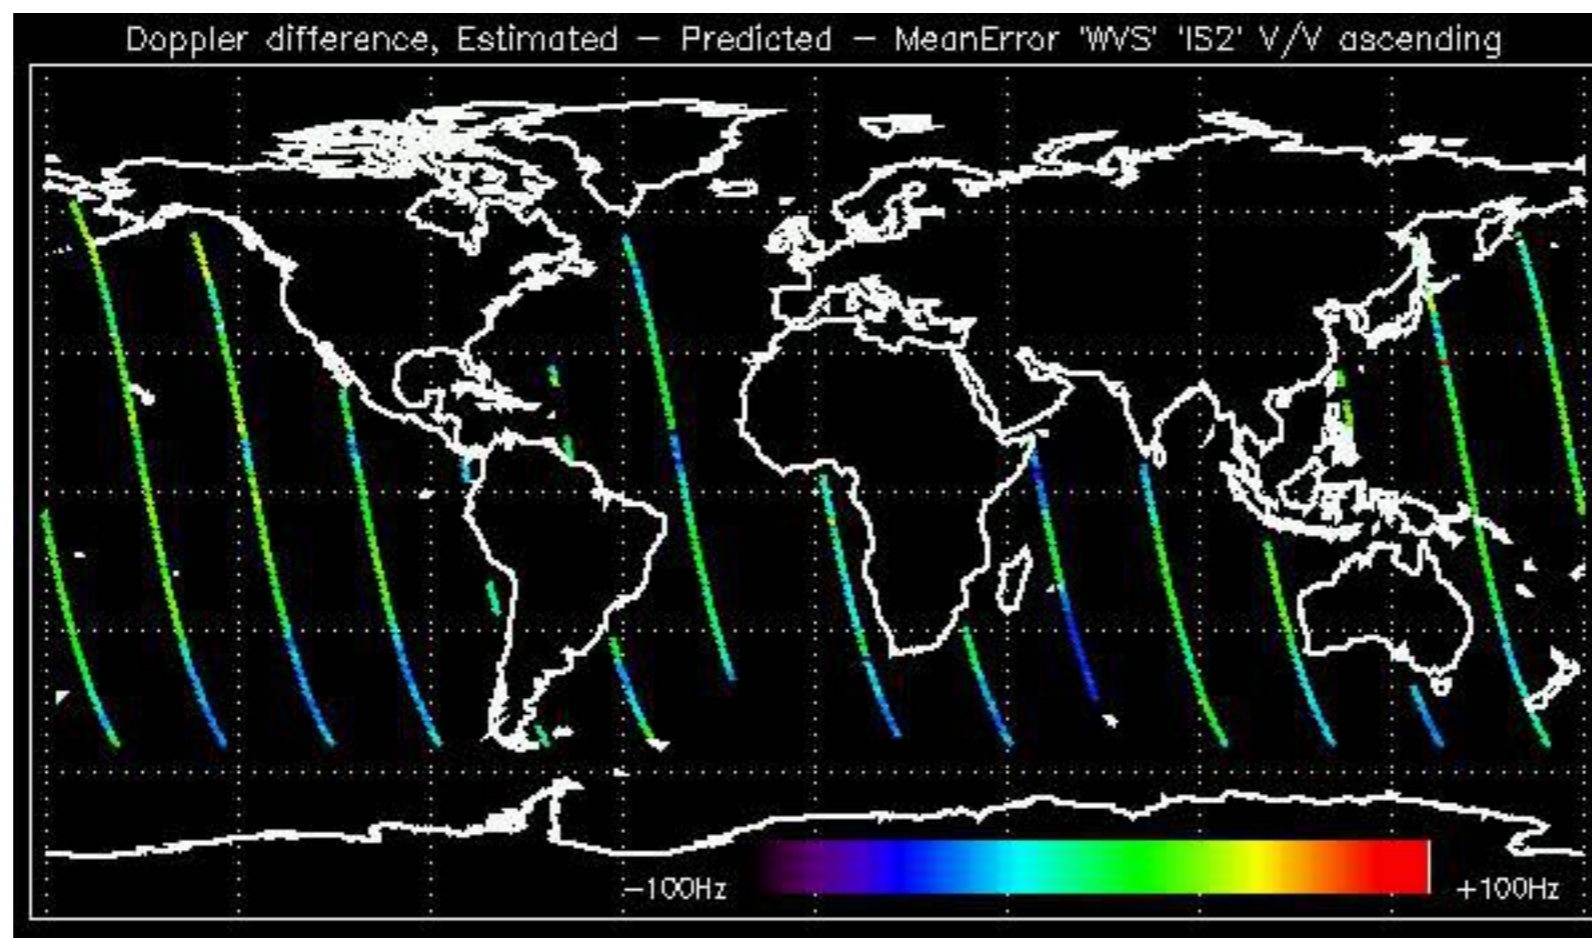 Doppler difference, Estimated - Predicted - MeanError 'WVS' 'IS2' V/V ascending
-100Hz +100Hz